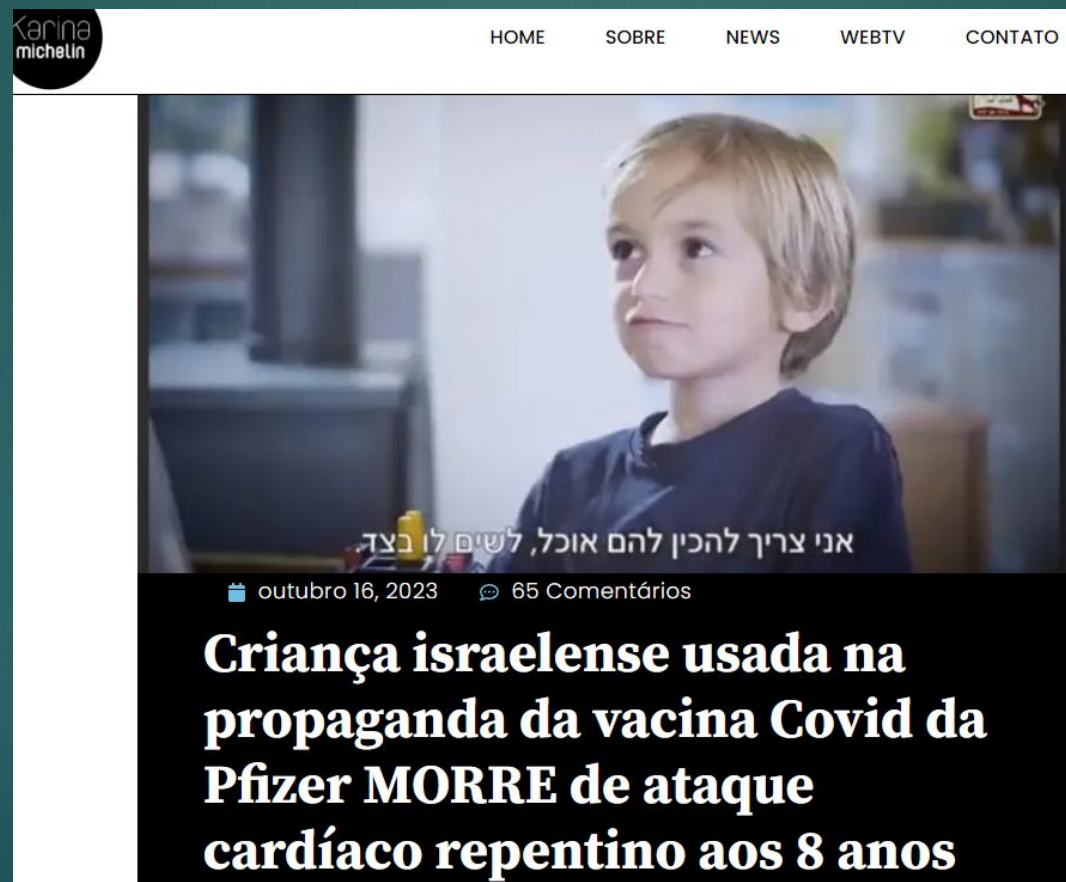 Karina
michelin
HOME SOBRE NEWS WEBTV CONTATO
אני צריך להכין להם אוכל, לשים לו בצד.
outubro 16, 2023 65 Comentários
Criança israelense usada na
propaganda da vacina Covid da
Pfizer MORRE de ataque
cardíaco repentino aos 8 anos